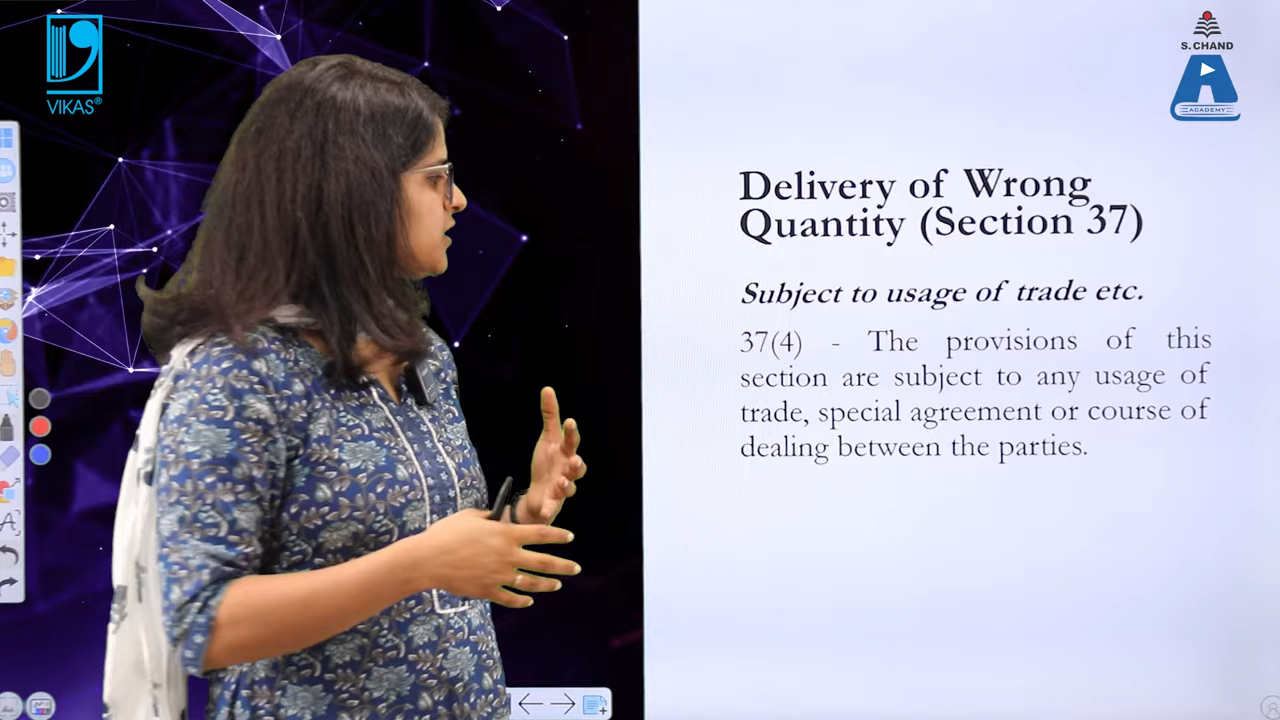 VIKAS®
S. CHAND
ACADEMY
Delivery of Wrong
Quantity (Section 37)
Subject to usage of trade etc.
37(4) - The provisions of this
section are subject to any usage of
trade, special agreement or course of
dealing between the parties.